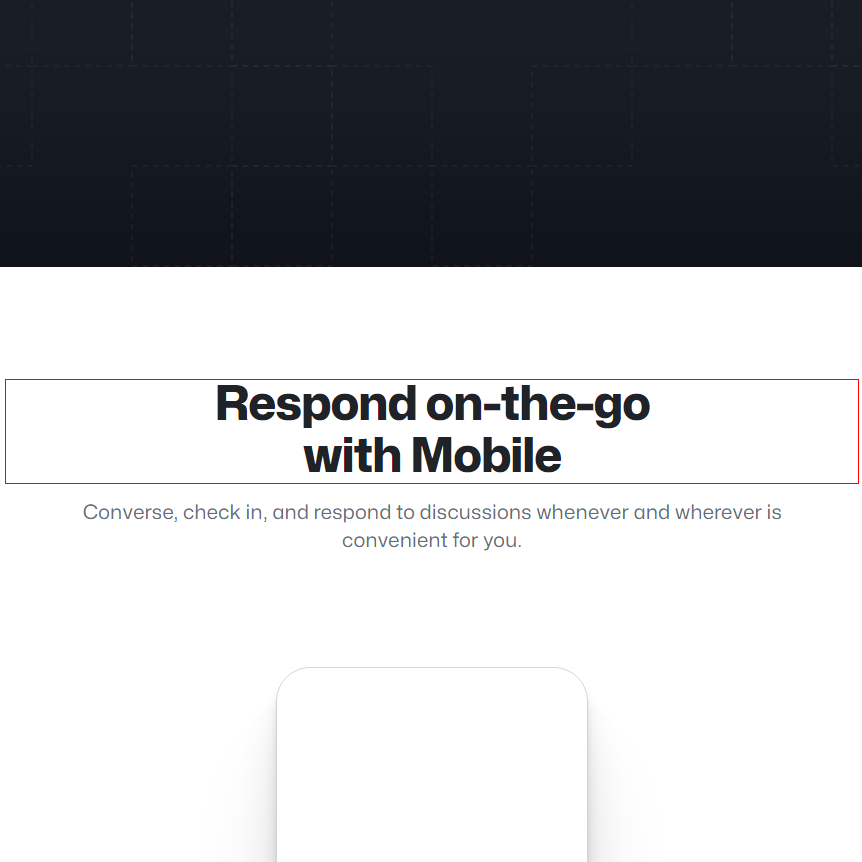 Respond on-the-go
with Mobile
Converse, check in, and respond to discussions whenever and wherever is
convenient for you.